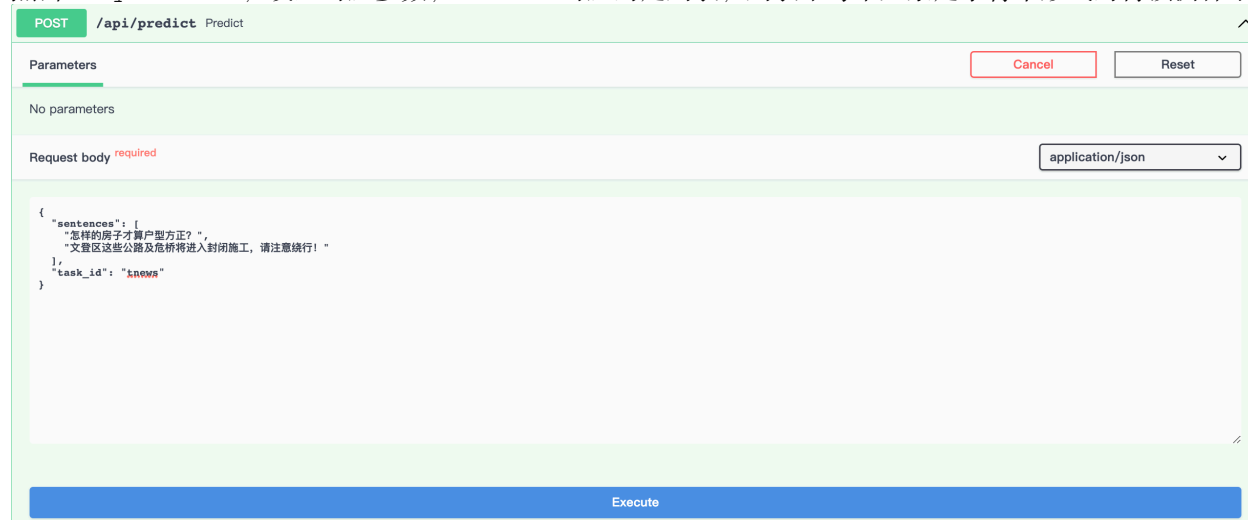 POST /api/predict Predict
Parameters
Cancel
Reset
No parameters
Request body required
application/json
{
"sentences": [
"怎样的房子才算户型方正？",
"文登区这些公路及危桥将进入封闭施工，请注意绕行！"
],
"task_id": "tnews"
}
Execute